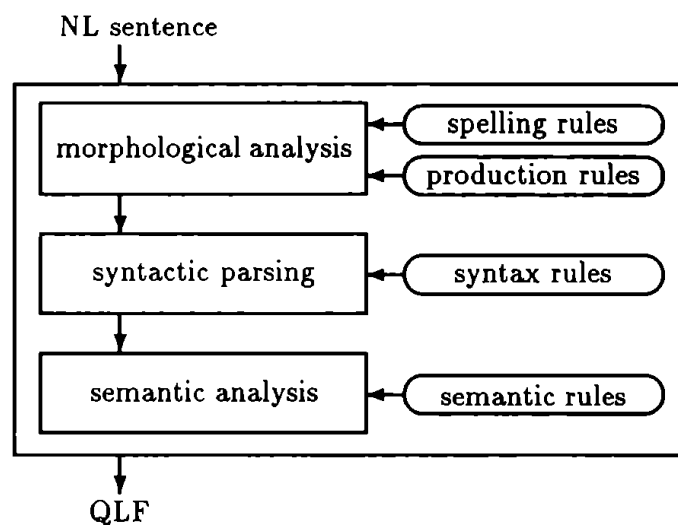 NL sentence
morphological analysis
spelling rules
production rules
syntactic parsing
syntax rules
semantic analysis
semantic rules
QLF